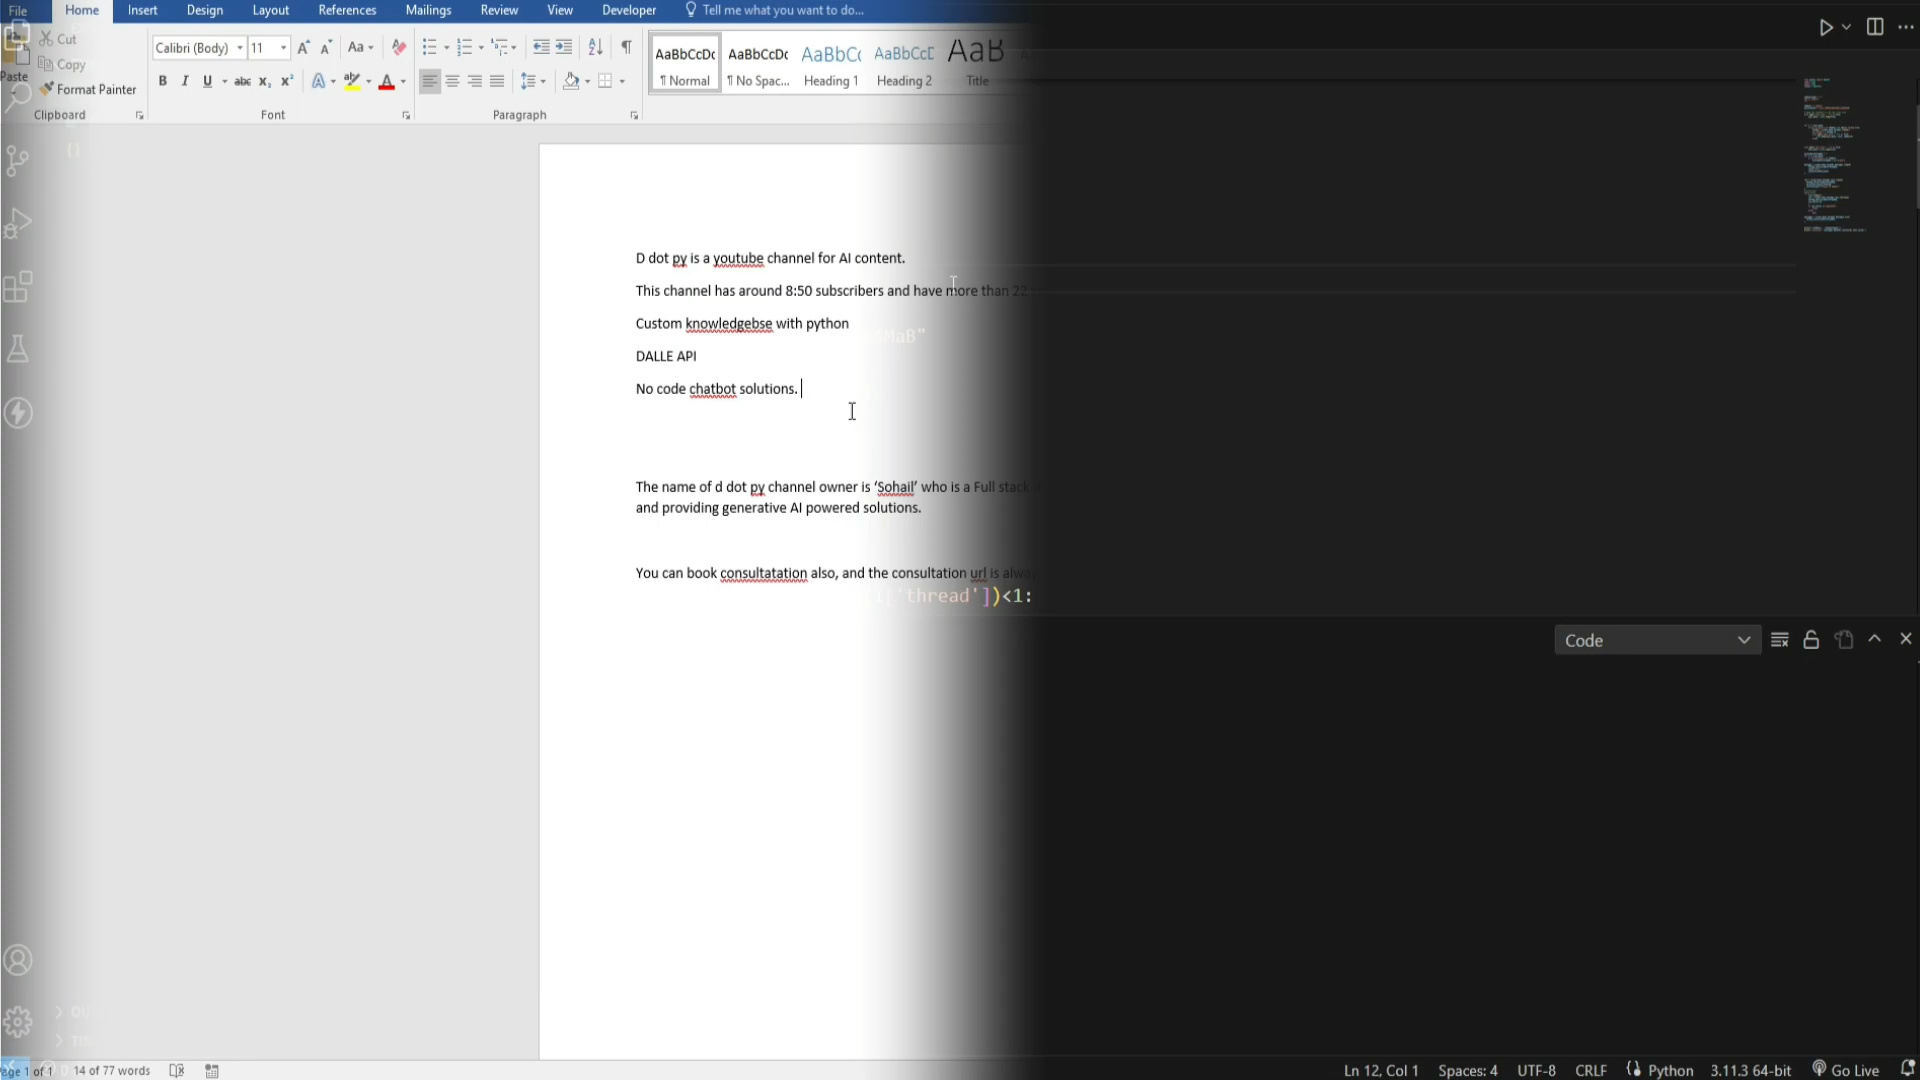 File Home Insert Design Layout References Mailings Review View Developer Tell me what you want to do...
Cut
Copy
Paste
Format Painter
Calibri (Body) 11
Aa
B I U abc X, X² A
AaBbCcDc AaBbCcDc AaBbCc AaBbCcE AaB
¶ Normal ¶ No Spac... Heading 1 Heading 2 Title
Clipboard Font Paragraph
D dot py is a youtube channel for AI content.
This channel has around 8:50 subscribers and have more than 22
Custom knowledgebse with python
MaB"
DALLE API
No code chatbot solutions.
The name of d dot py channel owner is ‘Sohail’ who is a Full stack
and providing generative AI powered solutions.
You can book consultatation also, and the consultation url is alwa
['thread'])<1:
Code
age 1 of 1 14 of 77 words
Ln 12, Col 1 Spaces: 4 UTF-8 CRLF Python 3.11.3 64-bit Go Live